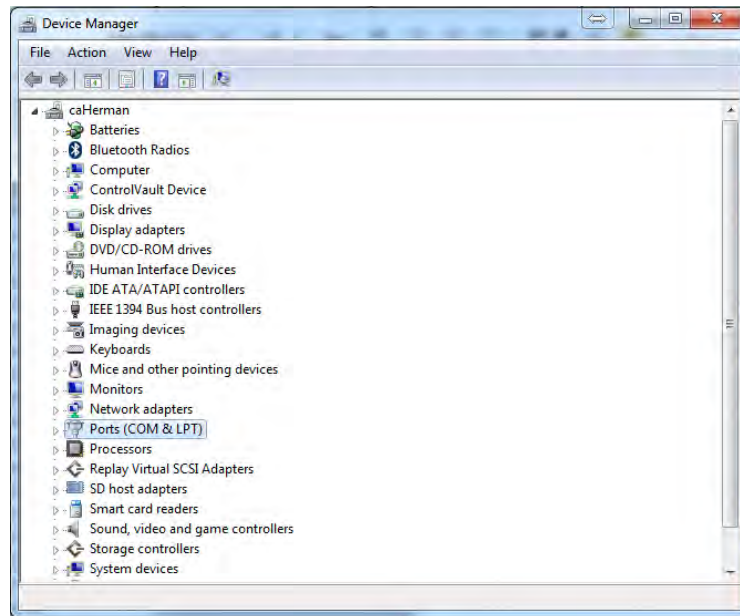 Device Manager
File Action View Help
caHerman
Batteries
Bluetooth Radios
Computer
ControlVault Device
Disk drives
Display adapters
DVD/CD-ROM drives
Human Interface Devices
IDE ATA/ATAPI controllers
IEEE 1394 Bus host controllers
Imaging devices
Keyboards
Mice and other pointing devices
Monitors
Network adapters
Ports (COM & LPT)
Processors
Replay Virtual SCSI Adapters
SD host adapters
Smart card readers
Sound, video and game controllers
Storage controllers
System devices